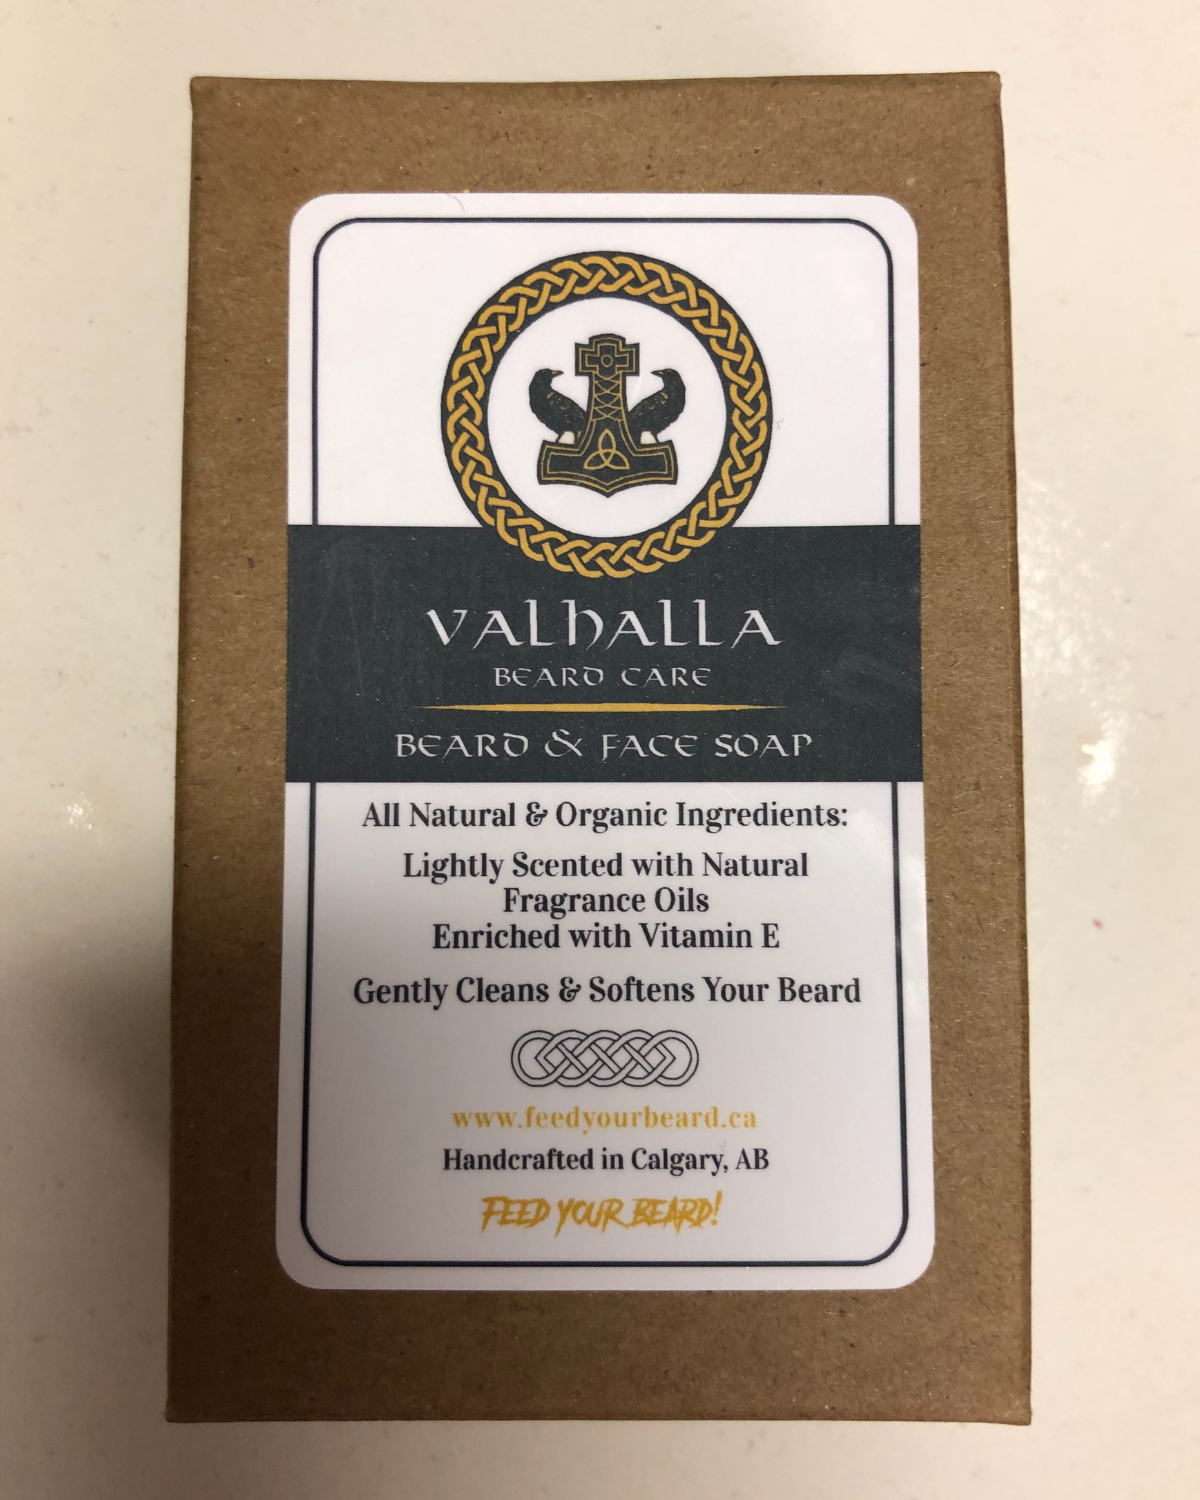 VALHALLA
BEARD CARE
BEARD & FACE SOAP
All Natural & Organic Ingredients:
Lightly Scented with Natural
Fragrance Oils
Enriched with Vitamin E
Gently Cleans & Softens Your Beard
www.feedyourbeard.ca
Handcrafted in Calgary, AB
FEED YOUR BEARD!